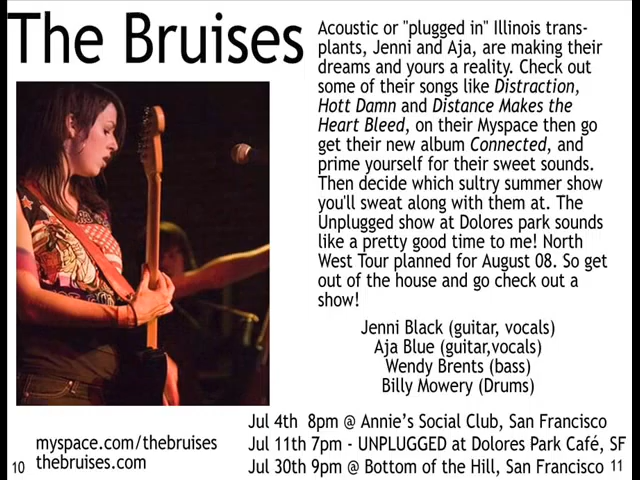 The Bruises
Acoustic or "plugged in" Illinois trans-
plants, Jenni and Aja, are making their
dreams and yours a reality. Check out
some of their songs like Distraction,
Hott Damn and Distance Makes the
Heart Bleed, on their Myspace then go
get their new album Connected, and
prime yourself for their sweet sounds.
Then decide which sultry summer show
you'll sweat along with them at. The
Unplugged show at Dolores park sounds
like a pretty good time to me! North
West Tour planned for August 08. So get
out of the house and go check out a
show!
Jenni Black (guitar, vocals)
Aja Blue (guitar,vocals)
Wendy Brents (bass)
Billy Mowery (Drums)
Jul 4th 8pm @ Annie's Social Club, San Francisco
Jul 11th 7pm - UNPLUGGED at Dolores Park Café, SF
Jul 30th 9pm @ Bottom of the Hill, San Francisco
myspace.com/thebruises
thebruises.com
10
11